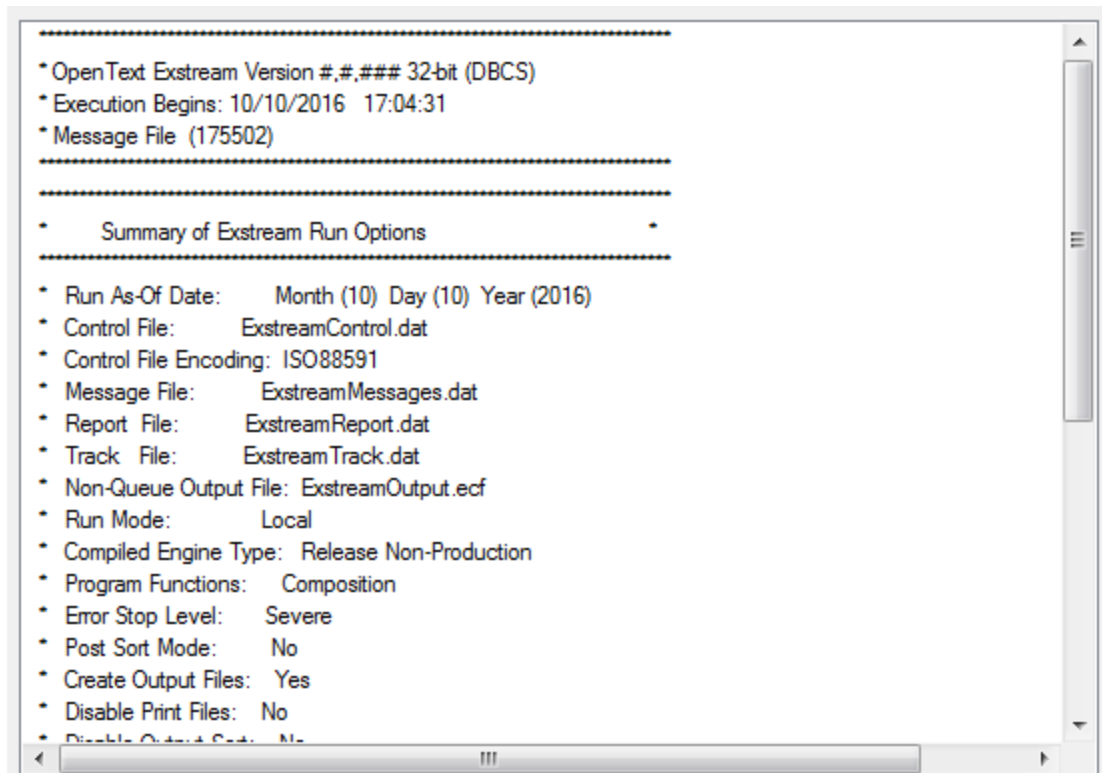 ********************************************************************************
* OpenText Exstream Version #,#,### 32-bit (DBCS)
* Execution Begins: 10/10/2016 17:04:31
* Message File (175502)
********************************************************************************
********************************************************************************
* Summary of Exstream Run Options *
********************************************************************************
* Run As-Of Date: Month (10) Day (10) Year (2016)
* Control File: ExstreamControl.dat
* Control File Encoding: ISO88591
* Message File: ExstreamMessages.dat
* Report File: ExstreamReport.dat
* Track File: ExstreamTrack.dat
* Non-Queue Output File: ExstreamOutput.ecf
* Run Mode: Local
* Compiled Engine Type: Release Non-Production
* Program Functions: Composition
* Error Stop Level: Severe
* Post Sort Mode: No
* Create Output Files: Yes
* Disable Print Files: No
* Disable Output Sort: No